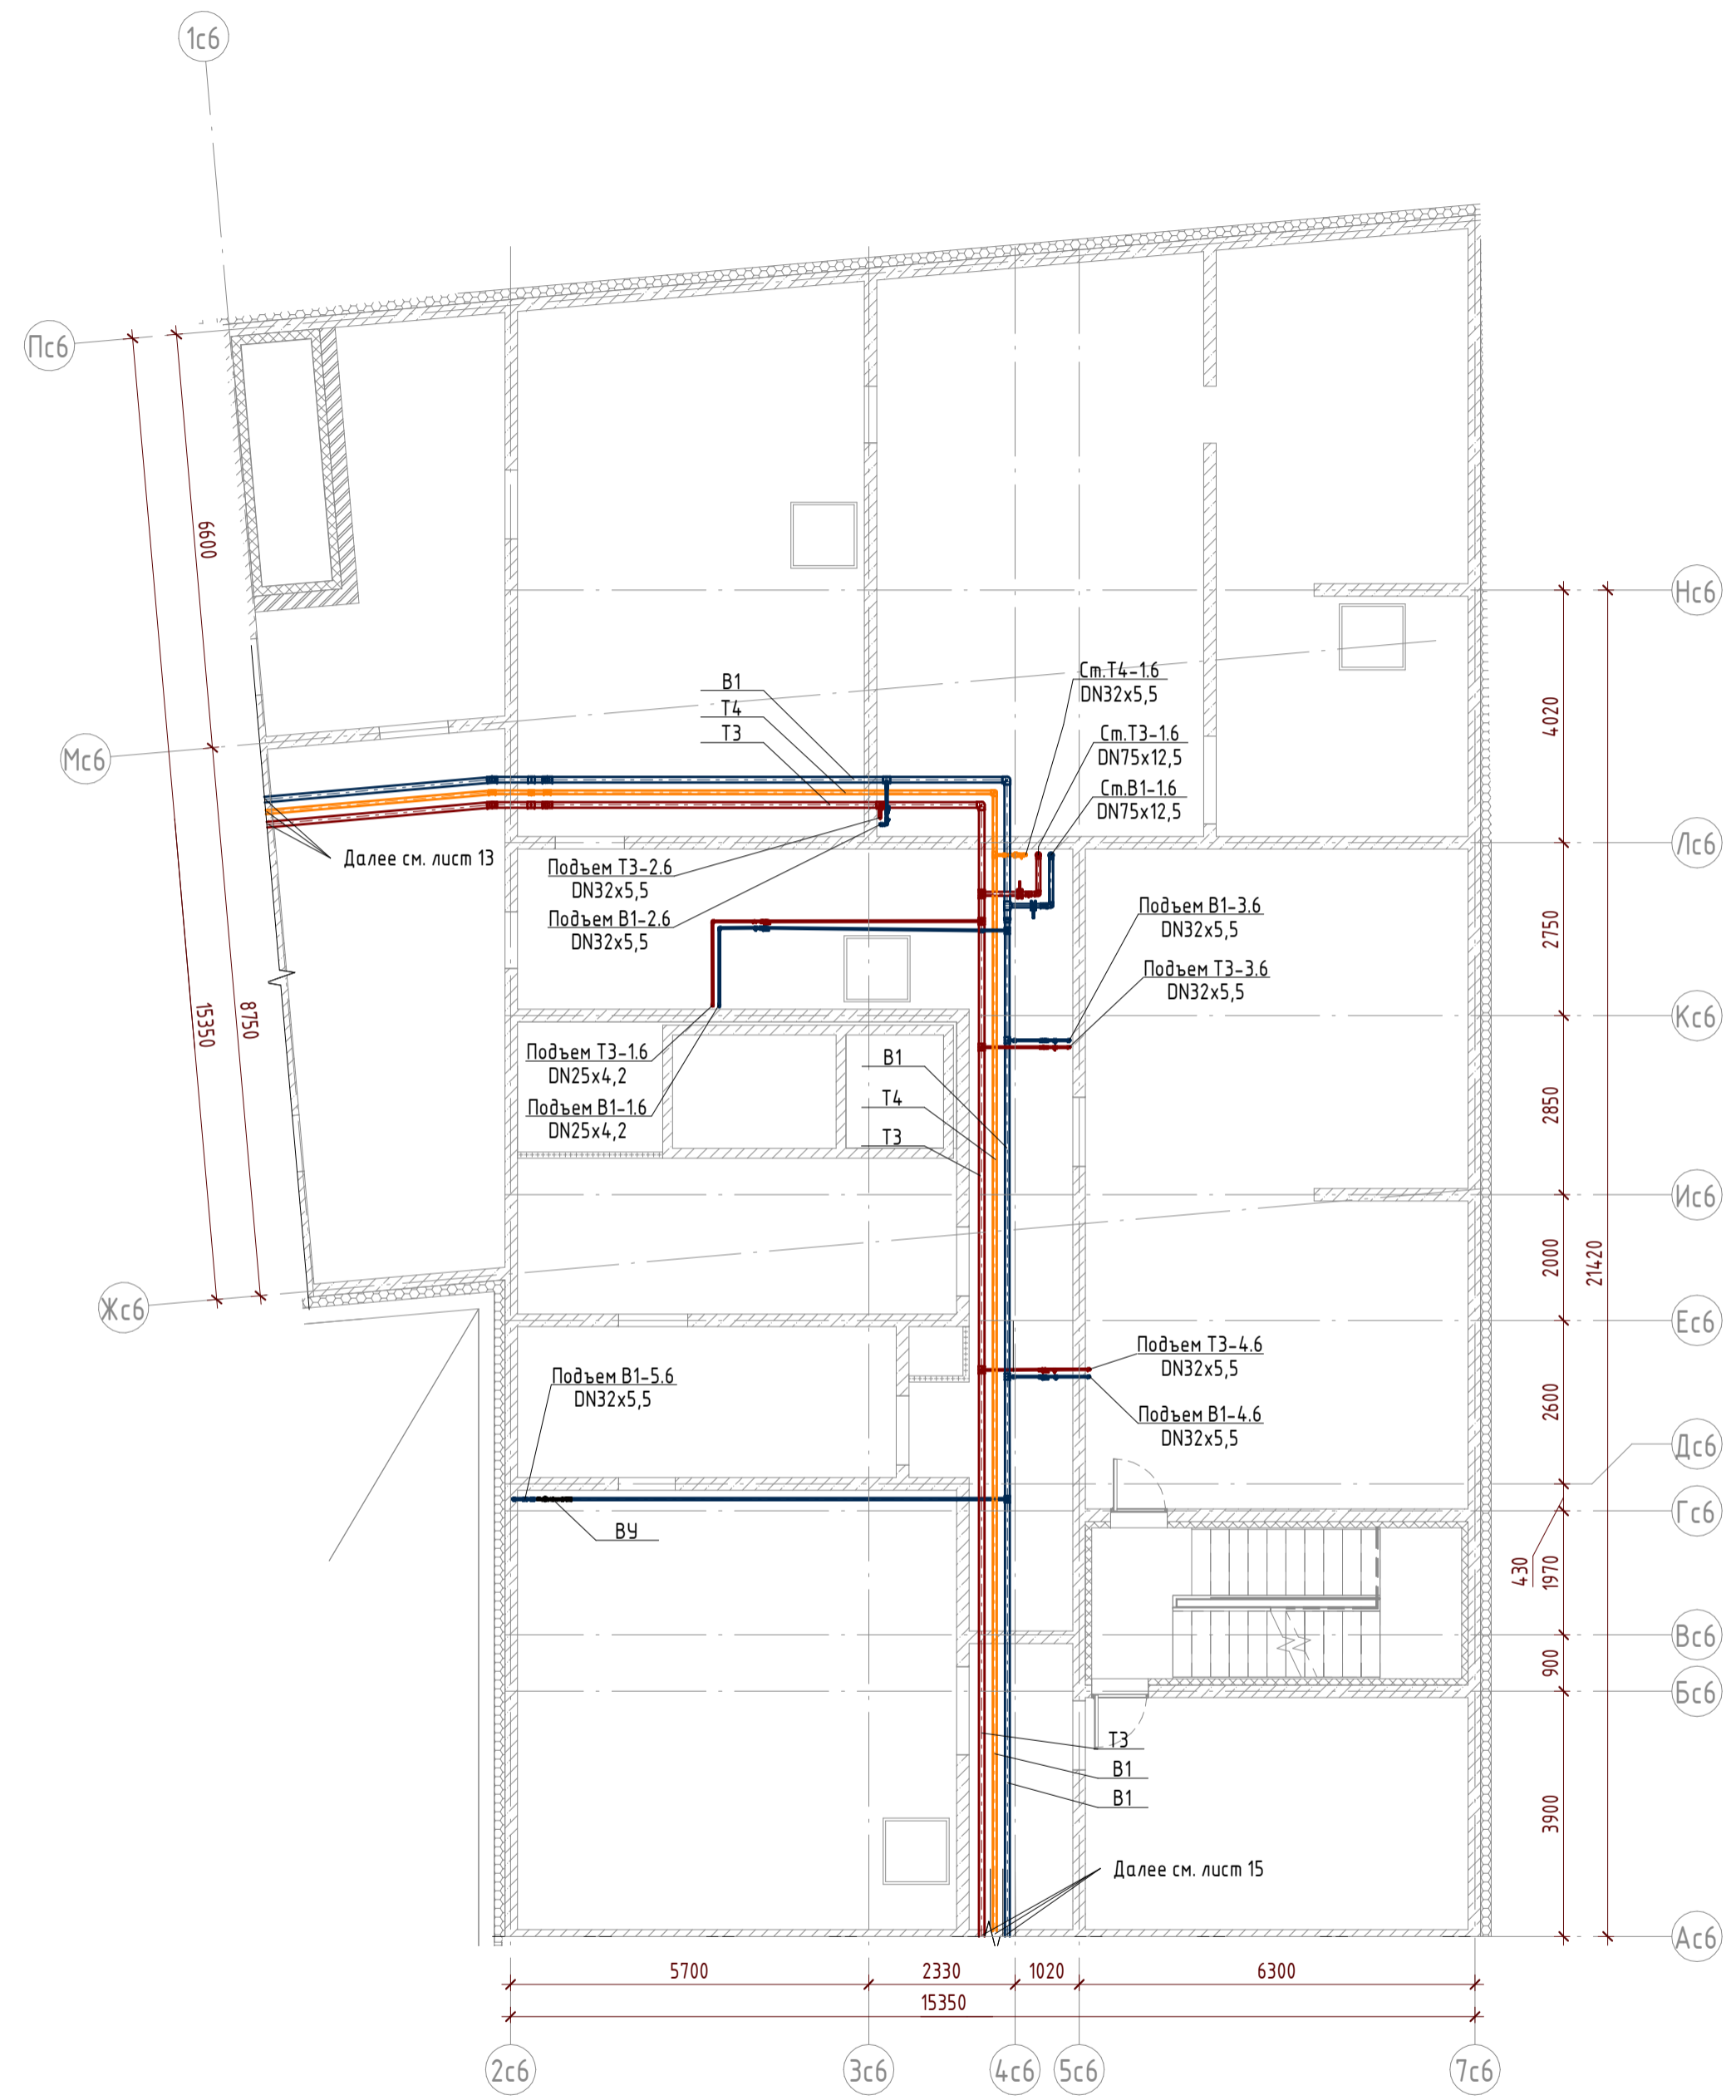 1с6
Пс6
6600
Нс6
4020
Ст.Т4-1.6
DN32x5,5
В1
Т4
Т3
Ст.Т3-1.6
DN75x12,5
Мс6
Ст.В1-1.6
DN75x12,5
Далее см. лист 13
Лс6
Подъем Т3-2.6
DN32x5,5
Подъем В1-2.6
DN32x5,5
Подъем В1-3.6
DN32x5,5
2750
Подъем Т3-3.6
DN32x5,5
15350
8750
Кс6
Подъем Т3-1.6
DN25x4,2
Подъем В1-1.6
DN25x4,2
В1
Т4
Т3
2850
Ис6
2000
21420
Жс6
Ес6
Подъем Т3-4.6
DN32x5,5
Подъем В1-5.6
DN32x5,5
2600
Подъем В1-4.6
DN32x5,5
Дс6
Гс6
ВУ
430
1970
Вс6
900
Бс6
Т3
В1
В1
3900
Далее см. лист 15
Ас6
5700
2330
1020
6300
15350
2с6
3с6
4с6
5с6
7с6